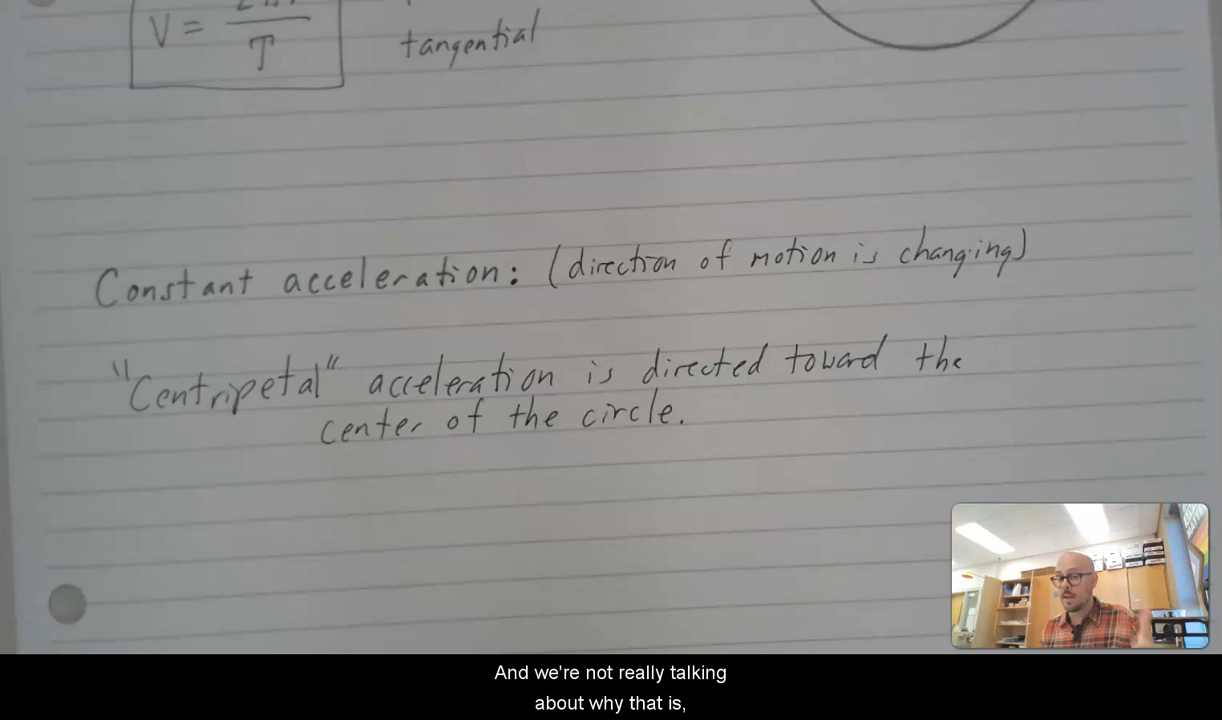 V =
T
tangential
Constant acceleration: (direction of motion is changing)
"Centripetal" acceleration is directed toward the
center of the circle.
And we're not really talking
about why that is,